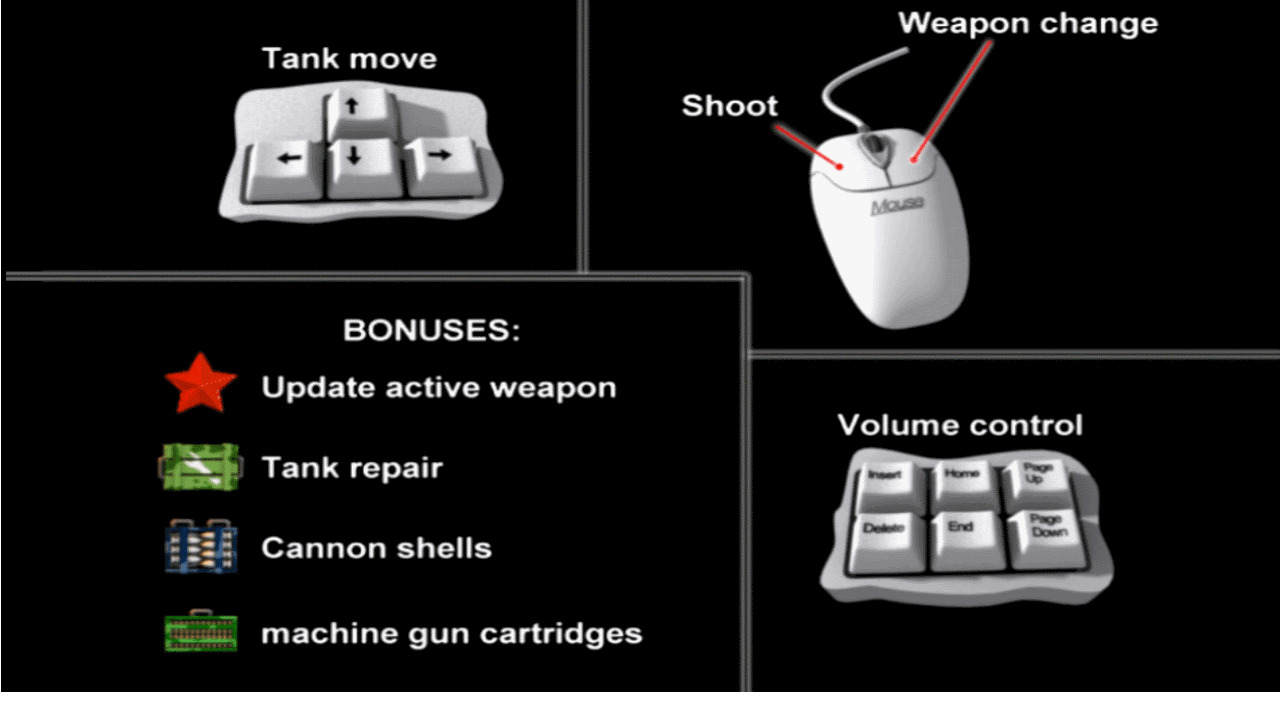 Tank move
Weapon change
Shoot
Mouse
BONUSES:
Update active weapon
Tank repair
Cannon shells
machine gun cartridges
Volume control
Insert Home Page Up
Delete End Page Down